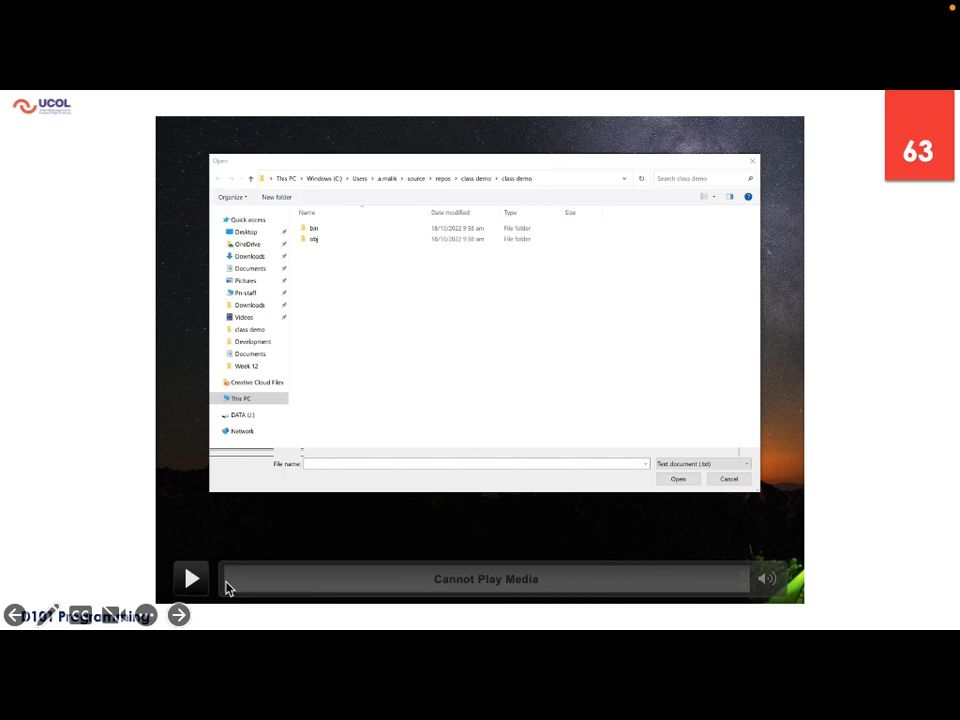 UCOL
63
Open
This PC Windows (C:) Users a.malik source repos class demo class demo
Search class demo
Organize New folder
Name Date modified Type Size
Quick access
Desktop
OneDrive
Downloads
Documents
Pictures
Pn-staff
Downloads
Videos
class demo
Development
Documents
Week 12
Creative Cloud Files
This PC
DATA (U:)
Network
bin 18/10/2022 9:58 am File folder
obj 18/10/2022 9:58 am File folder
File name:
Text document (.txt)
Open Cancel
Cannot Play Media
D101 Programming